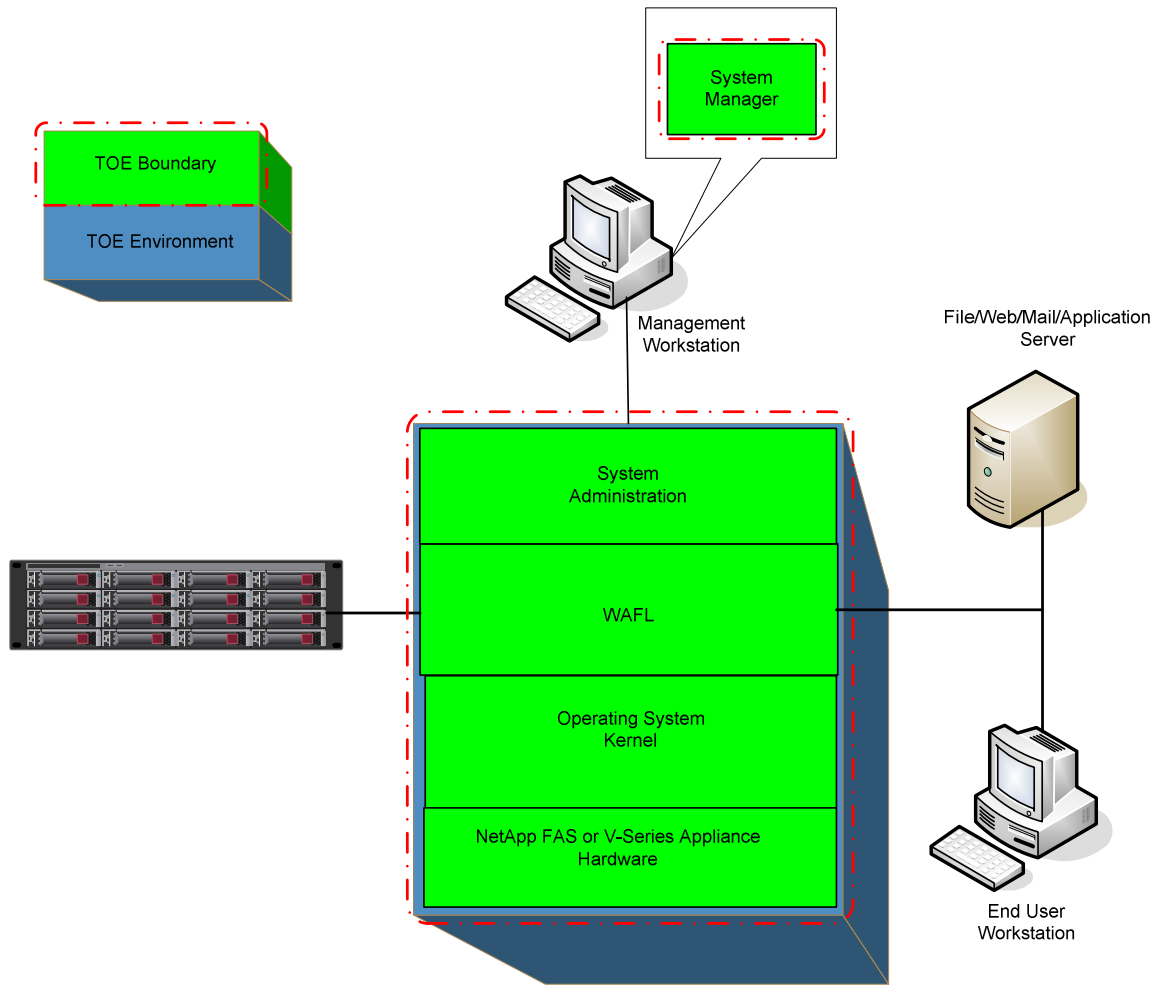 System
Manager
TOE Boundary
TOE Environment
Management
Workstation
File/Web/Mail/Application
Server
System
Administration
WAFL
Operating System
Kernel
NetApp FAS or V-Series Appliance
Hardware
End User
Workstation